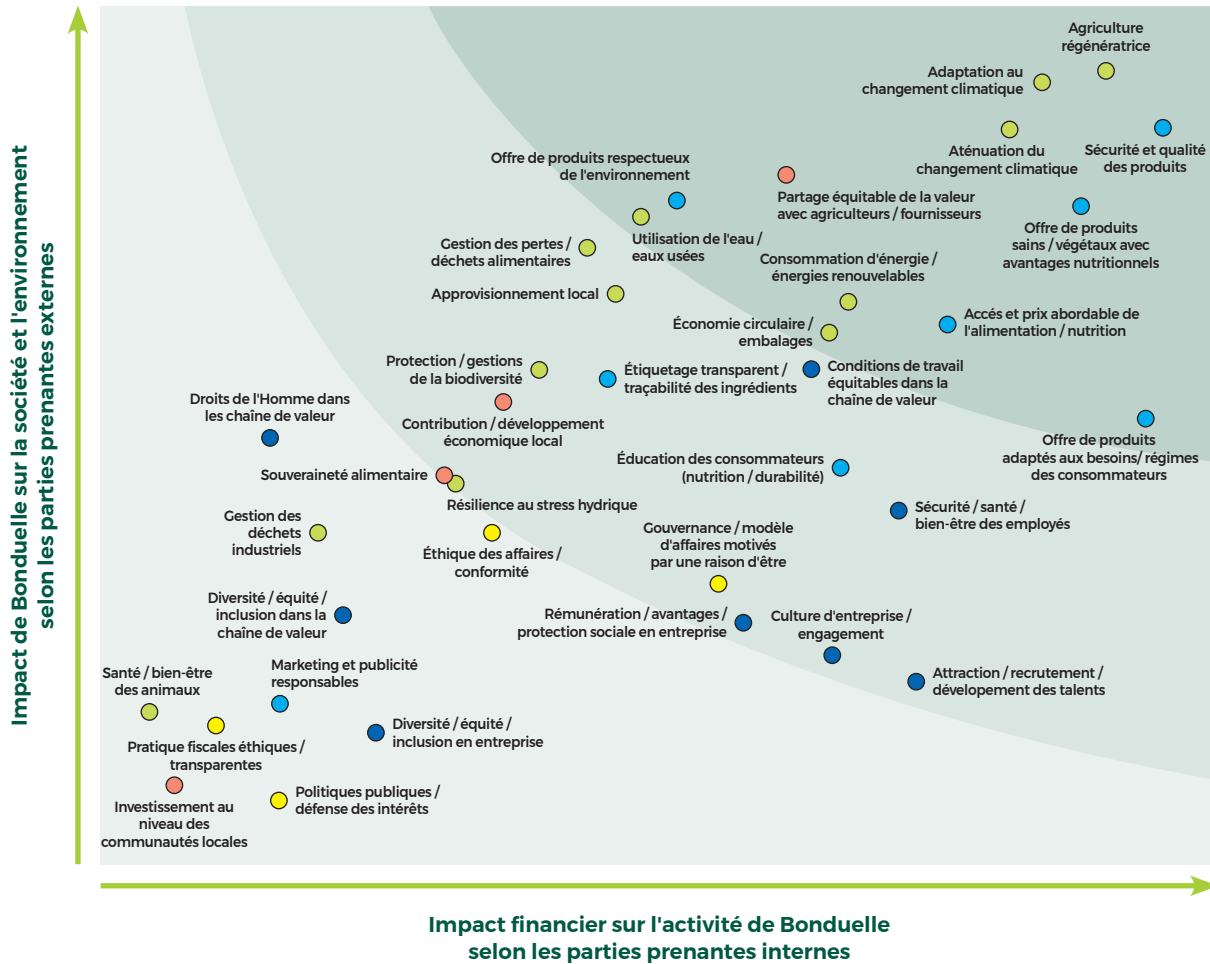 Impact de Bonduelle sur la société et l'environnement
selon les parties prenantes externes
Agriculture
régénératrice
Adaptation au
changement climatique
Aténuation du
changement climatique
Sécurité et qualité
des produits
Offre de produits respectueux
de l'environnement
Partage équitable de la valeur
avec agriculteurs / fournisseurs
Offre de produits
sains / végétaux avec
avantages nutritionnels
Gestion des pertes /
déchets alimentaires
Utilisation de l'eau /
eaux usées
Consommation d'énergie /
énergies renouvelables
Approvisionnement local
Économie circulaire /
embalages
Accés et prix abordable de
l'alimentation / nutrition
Protection / gestions
de la biodiversité
Étiquetage transparent /
traçabilité des ingrédients
Conditions de travail
équitables dans la
chaîne de valeur
Droits de l'Homme dans
les chaîne de valeur
Contribution / développement
économique local
Offre de produits
adaptés aux besoins/ régimes
des consommateurs
Souveraineté alimentaire
Éducation des consommateurs
(nutrition / durabilité)
Résilience au stress hydrique
Sécurité / santé /
bien-être des employés
Gestion des
déchets
industriels
Éthique des affaires /
conformité
Gouvernance / modèle
d'affaires motivés
par une raison d'être
Diversité / équité /
inclusion dans la
chaîne de valeur
Rémunération / avantages /
protection sociale en entreprise
Culture d'entreprise /
engagement
Santé / bien-être
des animaux
Marketing et publicité
responsables
Attraction / recrutement /
dévelopement des talents
Pratique fiscales éthiques /
transparentes
Diversité / équité /
inclusion en entreprise
Investissement au
niveau des
communautés locales
Politiques publiques /
défense des intérêts
Impact financier sur l'activité de Bonduelle
selon les parties prenantes internes